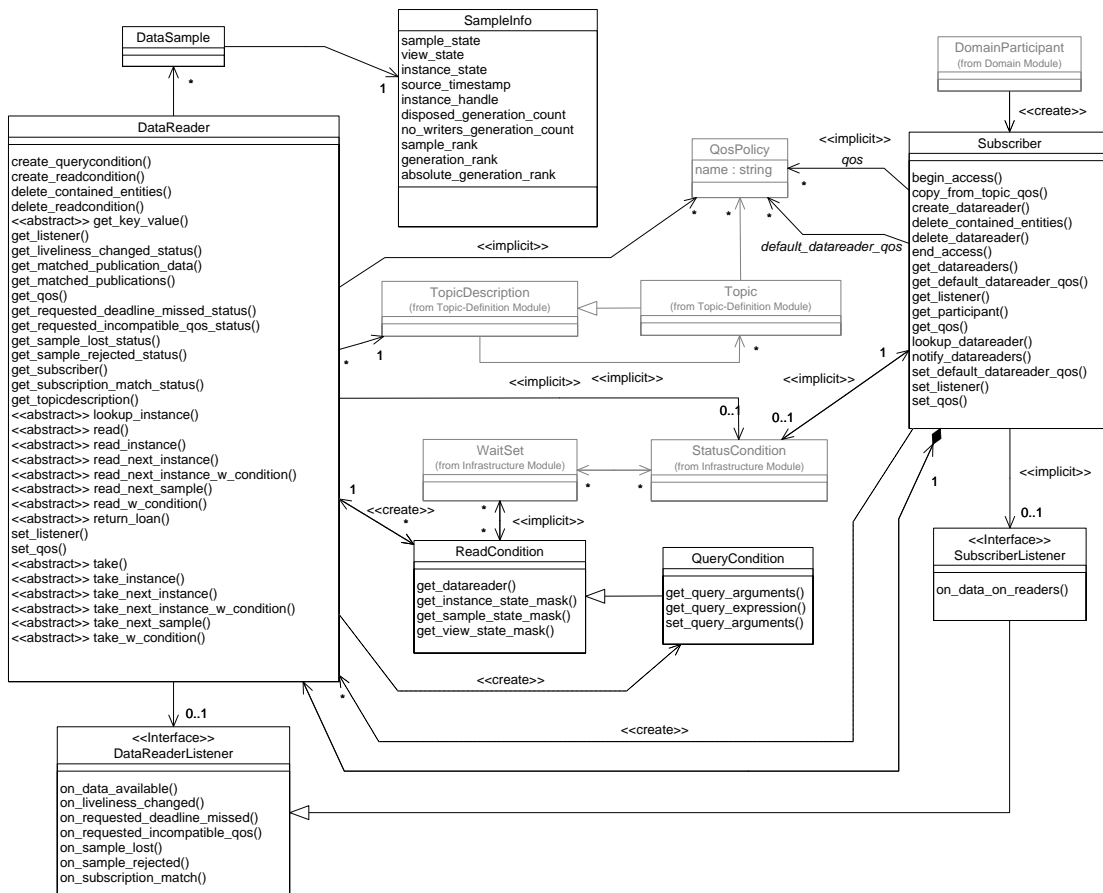 DataSample
*
SampleInfo
sample_state
view_state
instance_state
source_timestamp
instance_handle
disposed_generation_count
no_writers_generation_count
sample_rank
generation_rank
absolute_generation_rank
1
DomainParticipant
(from Domain Module)
<<create>>
DataReader
create_querycondition()
create_readcondition()
delete_contained_entities()
delete_readcondition()
<<abstract>> get_key_value()
get_listener()
get_liveliness_changed_status()
get_matched_publication_data()
get_matched_publications()
get_qos()
get_requested_deadline_missed_status()
get_requested_incompatible_qos_status()
get_sample_lost_status()
get_sample_rejected_status()
get_subscriber()
get_subscription_match_status()
get_topicdescription()
<<abstract>> lookup_instance()
<<abstract>> read()
<<abstract>> read_instance()
<<abstract>> read_next_instance()
<<abstract>> read_next_instance_w_condition()
<<abstract>> read_next_sample()
<<abstract>> read_w_condition()
<<abstract>> return_loan()
set_listener()
set_qos()
<<abstract>> take()
<<abstract>> take_instance()
<<abstract>> take_next_instance()
<<abstract>> take_next_instance_w_condition()
<<abstract>> take_next_sample()
<<abstract>> take_w_condition()
QosPolicy
name : string
*
*
*
*
<<implicit>>
qos
default_datareader_qos
<<implicit>>
Subscriber
begin_access()
copy_from_topic_qos()
create_datareader()
delete_contained_entities()
delete_datareader()
end_access()
get_datareaders()
get_default_datareader_qos()
get_listener()
get_participant()
get_qos()
lookup_datareader()
notify_datareaders()
set_default_datareader_qos()
set_listener()
set_qos()
TopicDescription
(from Topic-Definition Module)
Topic
(from Topic-Definition Module)
*
1
*
<<implicit>>
<<implicit>>
<<implicit>>
1
0..1
0..1
WaitSet
(from Infrastructure Module)
StatusCondition
(from Infrastructure Module)
*
*
1
<<create>>
*
*
*
<<implicit>>
ReadCondition
get_datareader()
get_instance_state_mask()
get_sample_state_mask()
get_view_state_mask()
QueryCondition
get_query_arguments()
get_query_expression()
set_query_arguments()
1
<<implicit>>
0..1
<<Interface>>
SubscriberListener
on_data_on_readers()
<<create>>
*
<<create>>
0..1
<<Interface>>
DataReaderListener
on_data_available()
on_liveliness_changed()
on_requested_deadline_missed()
on_requested_incompatible_qos()
on_sample_lost()
on_sample_rejected()
on_subscription_match()